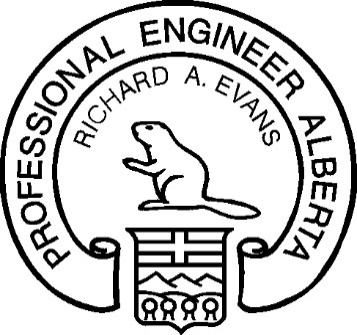 PROFESSIONAL ENGINEER ALBERTA
RICHARD A. EVANS